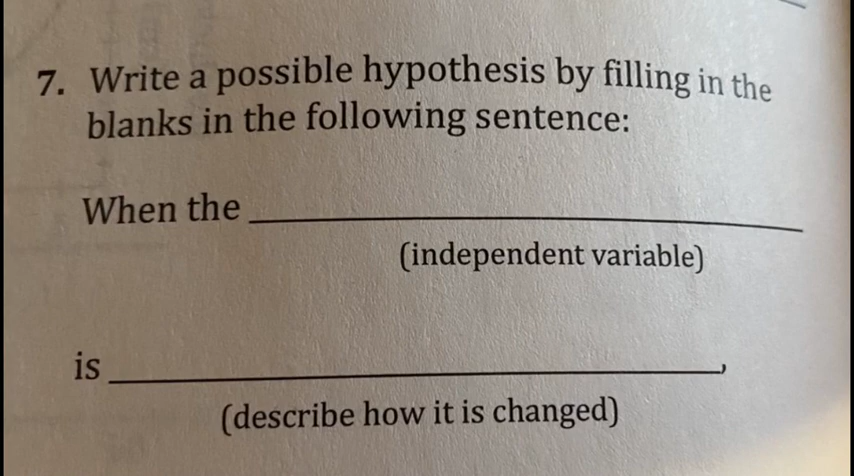 7. Write a possible hypothesis by filling in the
blanks in the following sentence:
When the
(independent variable)
is ,
(describe how it is changed)